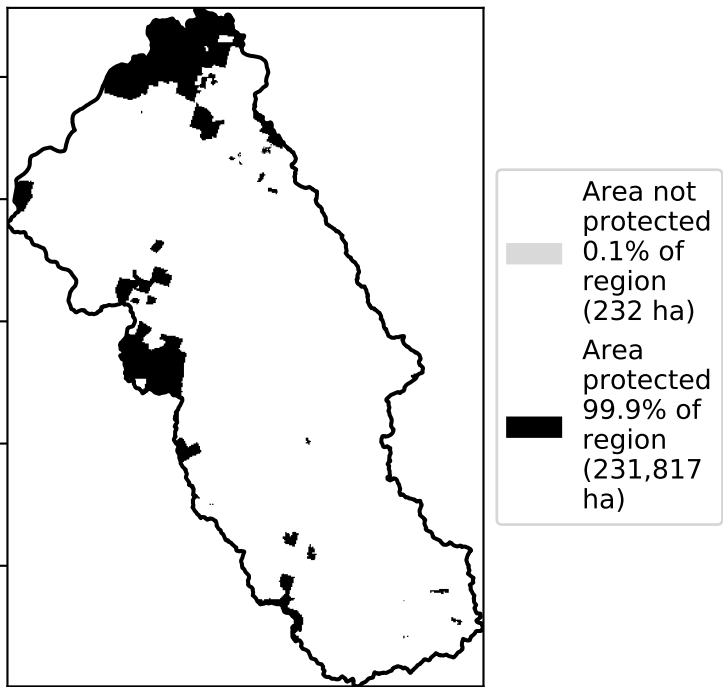 Area not
protected
0.1% of
region
(232 ha)
Area
protected
99.9% of
region
(231,817
ha)